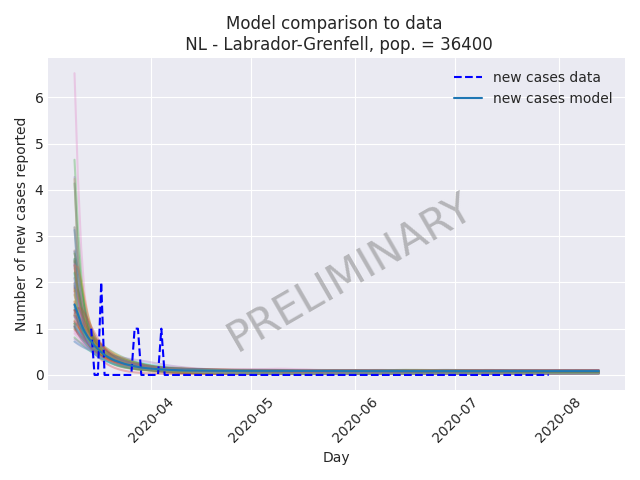 Model comparison to data
NL - Labrador-Grenfell, pop. = 36400
new cases data
new cases model
Number of new cases reported
6
5
4
3
2
1
0
PRELIMINARY
2020-04
2020-05
2020-06
2020-07
2020-08
Day